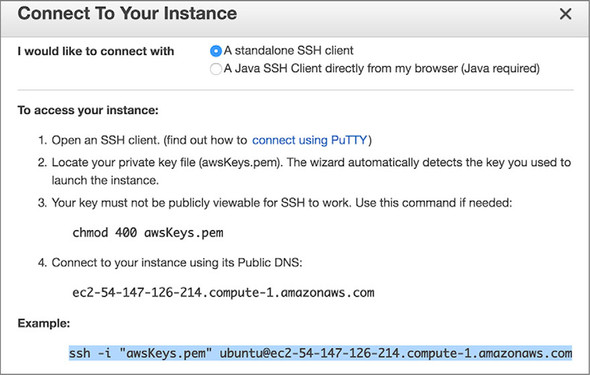 Connect To Your Instance
I would like to connect with
A standalone SSH client
A Java SSH Client directly from my browser (Java required)
To access your instance:
1. Open an SSH client. (find out how to connect using PuTTY)
2. Locate your private key file (awsKeys.pem). The wizard automatically detects the key you used to
launch the instance.
3. Your key must not be publicly viewable for SSH to work. Use this command if needed:
chmod 400 awsKeys.pem
4. Connect to your instance using its Public DNS:
ec2-54-147-126-214.compute-1.amazonaws.com
Example:
ssh -i "awsKeys.pem" ubuntu@ec2-54-147-126-214.compute-1.amazonaws.com